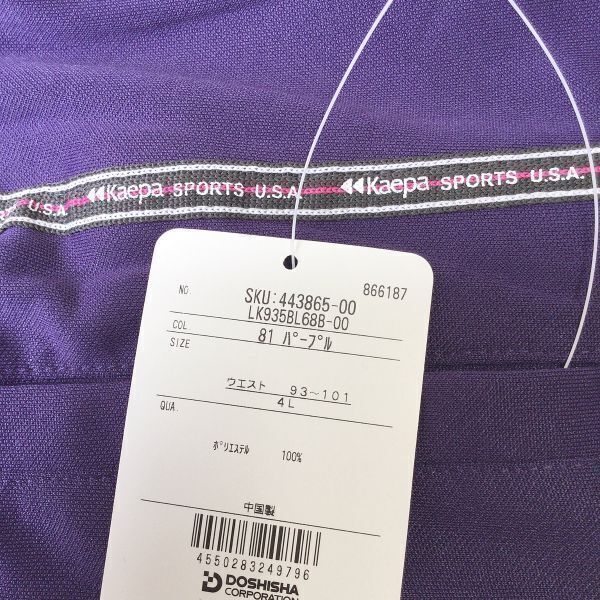 RTS U.S.A. Kaepa SPORTS U.S.A. Kaepa SPORTS U.S.A.
NO 866187
SKU:443865-00
LK935BL68B-00
COL. 81 パープル
SIZE
ウエスト 93~101
4L
QUA.
ポリエステル 100%
中国製
4550283249796
DOSHISHA
CORPORATION